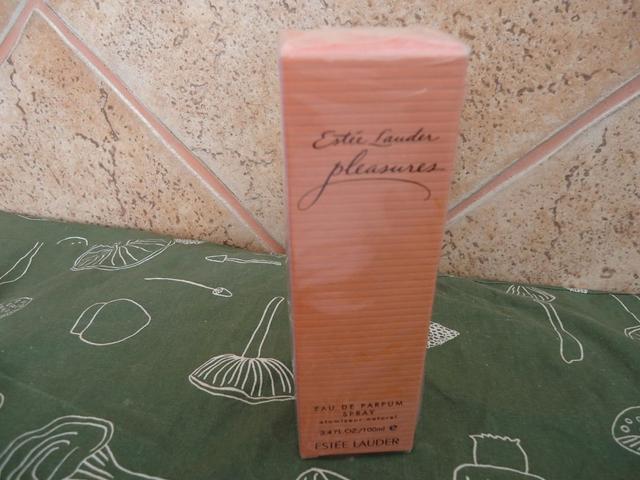 Estée Lauder
pleasures
EAU DE PARFUM
SPRAY
atomiseur naturel
3.4 FL.OZ/100ml e
ESTĒE LAUDER